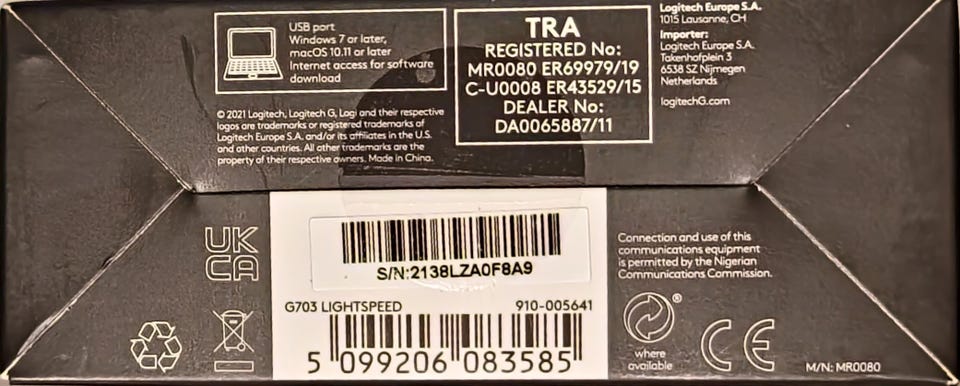 USB port
Windows 7 or later,
macOS 10.11 or later
Internet access for software
download
© 2021 Logitech, Logitech G, Logi and their respective
logos are trademarks or registered trademarks of
Logitech Europe S.A. and/or its affiliates in the U.S.
and other countries. All other trademarks are the
property of their respective owners. Made in China.
TRA
REGISTERED No:
MR0080 ER69979/19
C-U0008 ER43529/15
DEALER No:
DA0065887/11
Logitech Europe S.A.
1015 Lausanne, CH
Importer:
Logitech Europe S.A.
Takenhofplein 3
6538 SZ Nijmegen
Netherlands
logitechG.com
UK
CA
S/N:2138LZA0F8A9
G703 LIGHTSPEED 910-005641
5 099206 083585
Connection and use of this
communications equipment
is permitted by the Nigerian
Communications Commission.
®
where
available
CE
M/N: MR0080